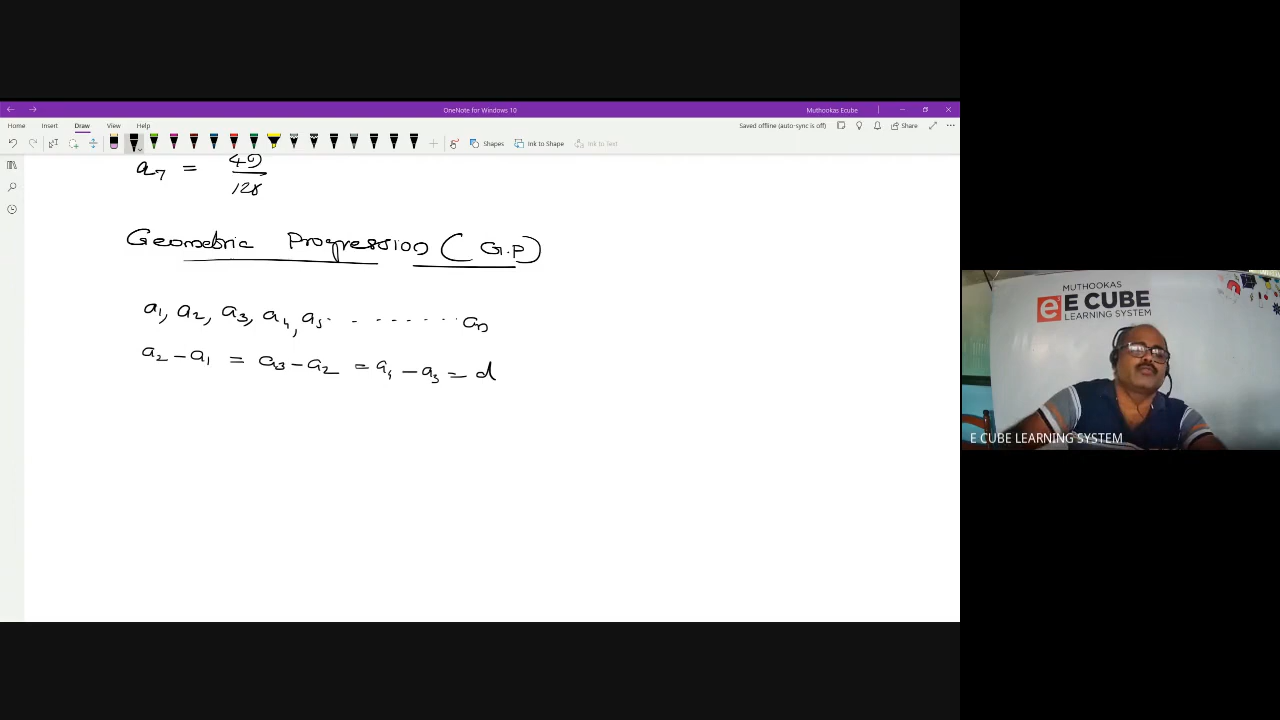 OneNote for Windows 10
Muthookas Ecube
Home Insert Draw View Help
Saved offline (auto-sync is off)
Share
Shapes
Ink to Shape
Ink to Text
a₇ = 49/128
Geometric Progression (G.P)
a₁, a₂, a₃, a₄, a₅ . . . . . . . . . aₙ
a₂ − a₁ = a₃ − a₂ = a₄ − a₃ = d
MUTHOOKAS
e³ E CUBE
LEARNING SYSTEM
E CUBE LEARNING SYSTEM